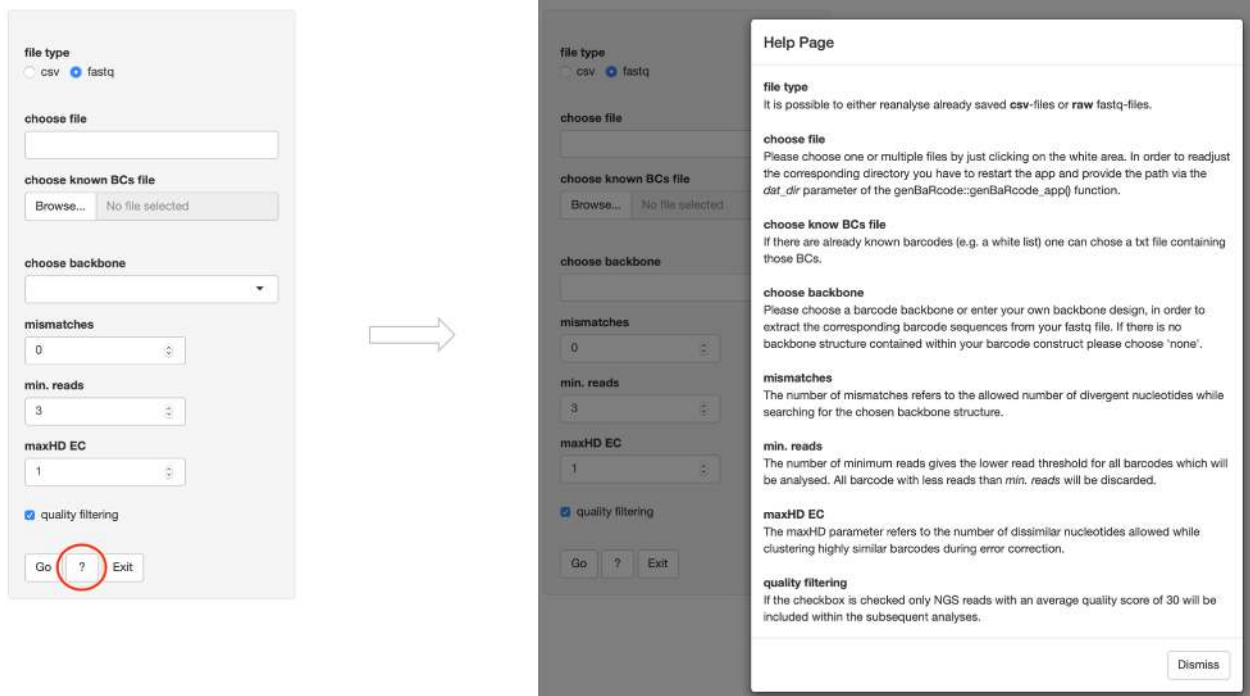 file type
csv fastq
choose file
choose known BCs file
Browse... No file selected
choose backbone
mismatches
0
min. reads
3
maxHD EC
1
quality filtering
Go ? Exit
file type
csv fastq
choose file
choose known BCs file
Browse... No file selected
choose backbone
mismatches
0
min. reads
3
maxHD EC
1
quality filtering
Go ? Exit
Help Page
file type
It is possible to either reanalyse already saved csv-files or raw fastq-files.
choose file
Please choose one or multiple files by just clicking on the white area. In order to readjust
the corresponding directory you have to restart the app and provide the path via the
dat_dir parameter of the genBaRcode::genBaRcode_app() function.
choose know BCs file
If there are already known barcodes (e.g. a white list) one can chose a txt file containing
those BCs.
choose backbone
Please choose a barcode backbone or enter your own backbone design, in order to
extract the corresponding barcode sequences from your fastq file. If there is no
backbone structure contained within your barcode construct please choose 'none'.
mismatches
The number of mismatches refers to the allowed number of divergent nucleotides while
searching for the chosen backbone structure.
min. reads
The number of minimum reads gives the lower read threshold for all barcodes which will
be analysed. All barcode with less reads than min. reads will be discarded.
maxHD EC
The maxHD parameter refers to the number of dissimilar nucleotides allowed while
clustering highly similar barcodes during error correction.
quality filtering
If the checkbox is checked only NGS reads with an average quality score of 30 will be
included within the subsequent analyses.
Dismiss